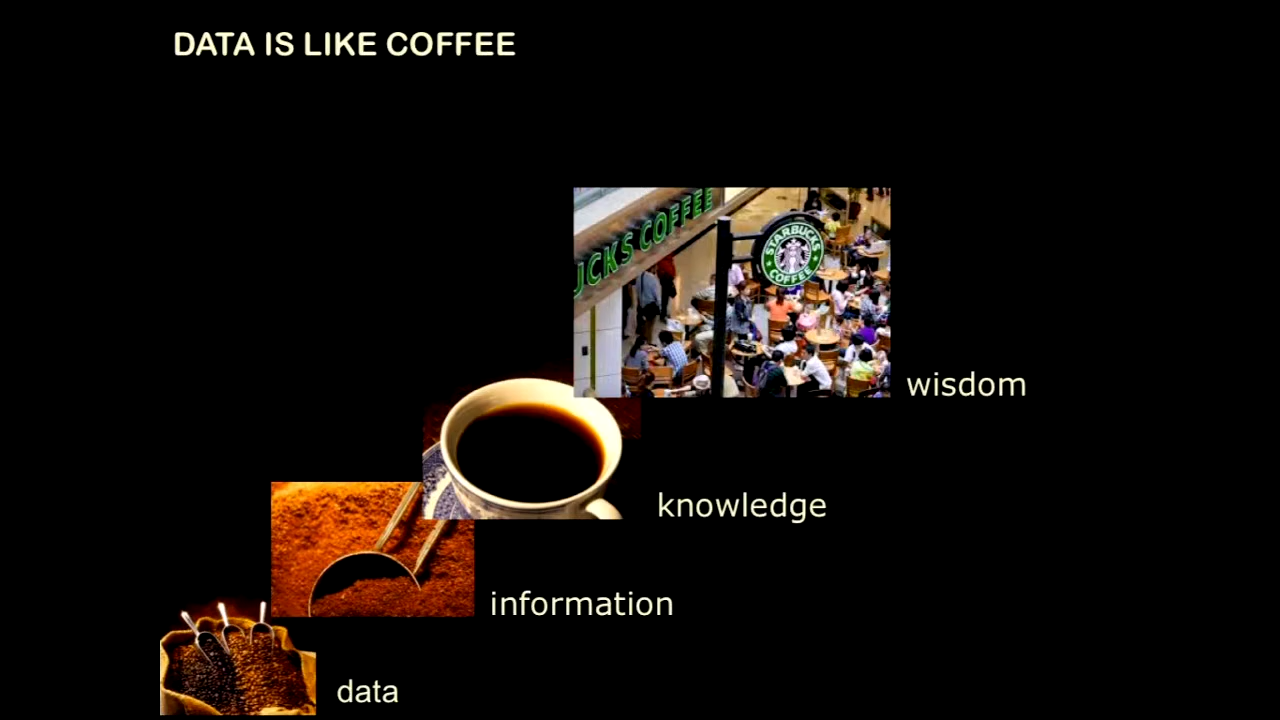 DATA IS LIKE COFFEE
UCKS COFFEE
STARBUCKS
COFFEE
wisdom
knowledge
information
data